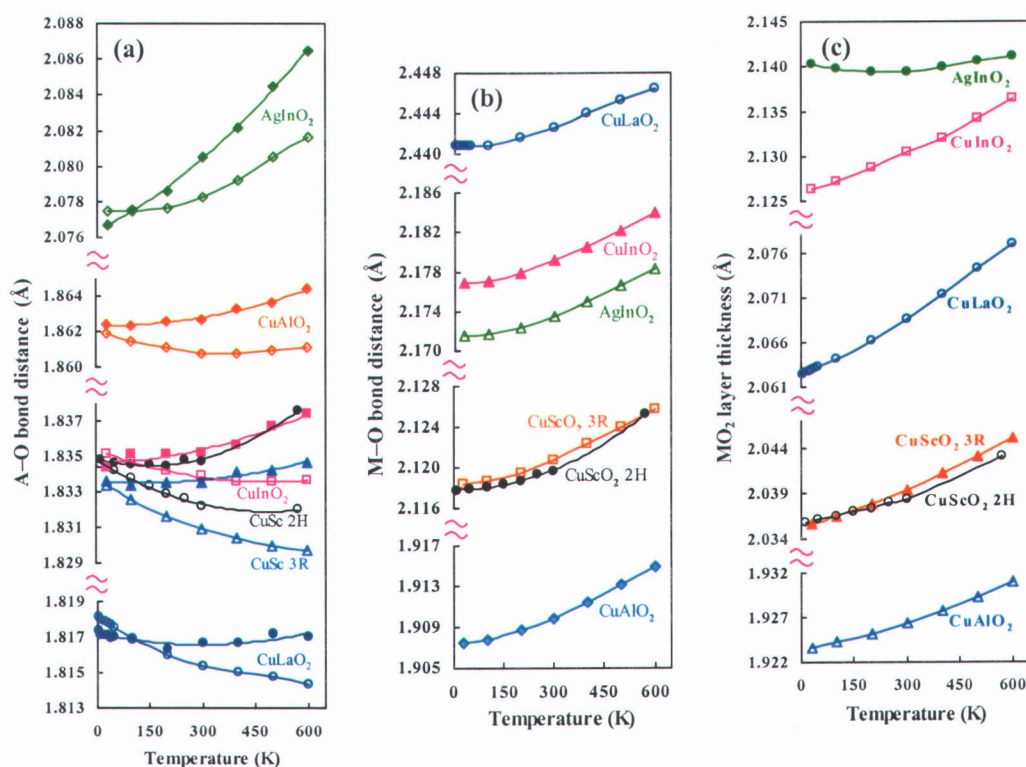 (a)
A–O bond distance (Å)
2.088
2.086
2.084
2.082
2.080
2.078
2.076
1.864
1.862
1.860
1.837
1.835
1.833
1.831
1.829
1.819
1.817
1.815
1.813
AgInO2
CuAlO2
CuInO2
CuSc 2H
CuSc 3R
CuLaO2
0 150 300 450 600
Temperature (K)
(b)
M–O bond distance (Å)
2.448
2.444
2.440
2.186
2.182
2.178
2.174
2.170
2.128
2.124
2.120
2.116
1.917
1.913
1.909
1.905
CuLaO2
CuInO2
AgInO2
CuScO2 3R
CuScO2 2H
CuAlO2
0 150 300 450 600
Temperature (K)
(c)
MO2 layer thickness (Å)
2.145
2.140
2.135
2.130
2.125
2.076
2.071
2.066
2.061
2.044
2.039
2.034
1.932
1.927
1.922
AgInO2
CuInO2
CuLaO2
CuScO2 3R
CuScO2 2H
CuAlO2
0 150 300 450 600
Temperature (K)